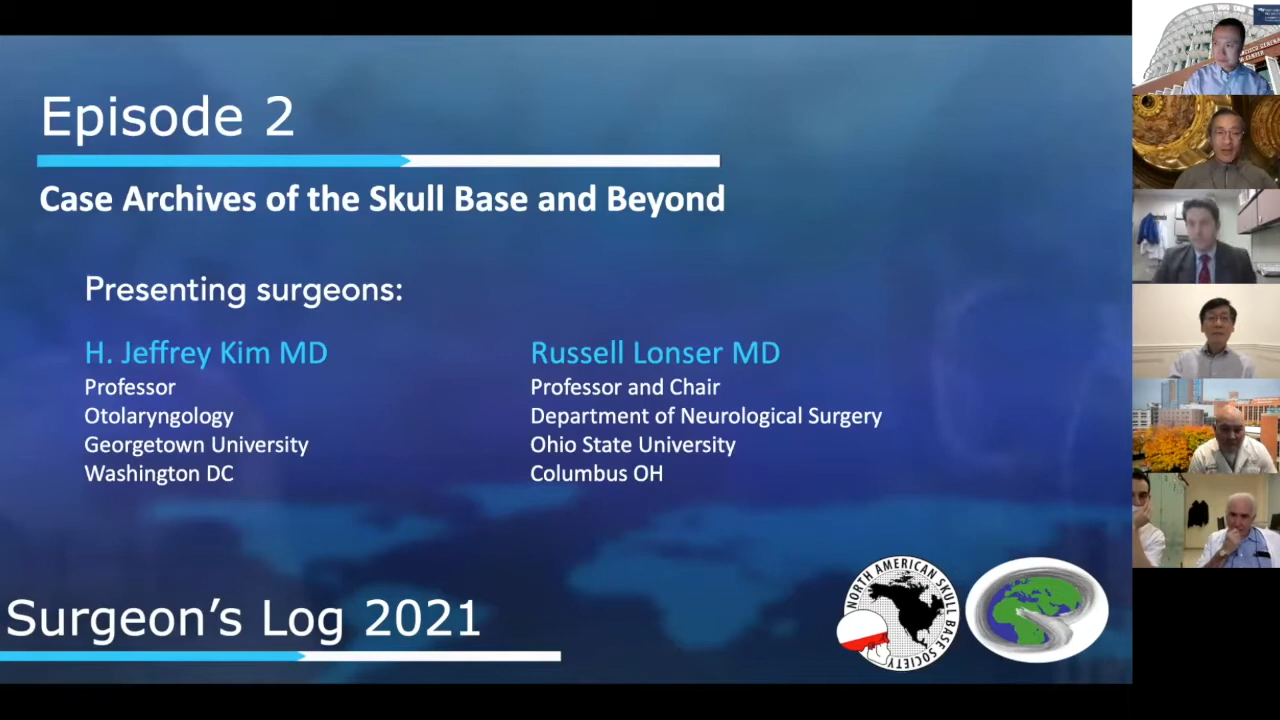 Episode 2
Case Archives of the Skull Base and Beyond
Presenting surgeons:
H. Jeffrey Kim MD
Professor
Otolaryngology
Georgetown University
Washington DC
Russell Lonser MD
Professor and Chair
Department of Neurological Surgery
Ohio State University
Columbus OH
Surgeon’s Log 2021
NORTH AMERICAN SKULL BASE SOCIETY